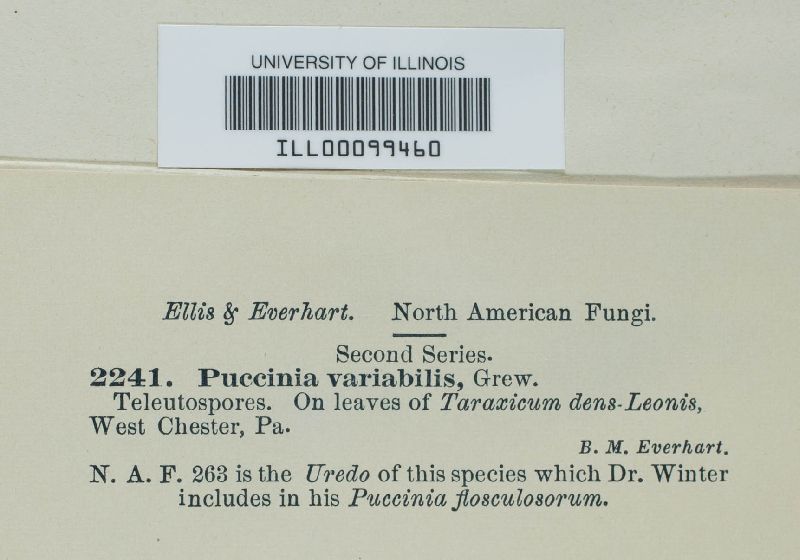 UNIVERSITY OF ILLINOIS
ILL00099460
Ellis & Everhart. North American Fungi.
Second Series.
2241. Puccinia variabilis, Grew.
Teleutospores. On leaves of Taraxicum dens-Leonis,
West Chester, Pa.
B. M. Everhart.
N. A. F. 263 is the Uredo of this species which Dr. Winter
includes in his Puccinia flosculosorum.